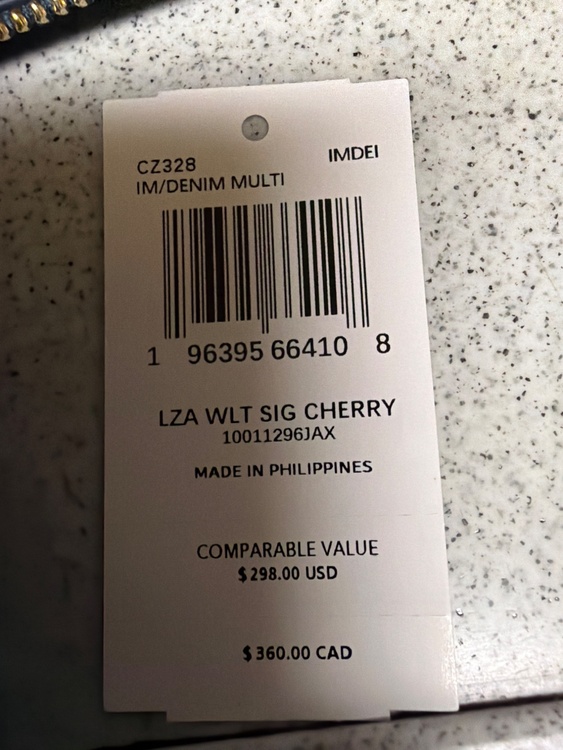 CZ328 IMDEI
IM/DENIM MULTI
1 96395 66410 8
LZA WLT SIG CHERRY
10011296JAX
MADE IN PHILIPPINES
COMPARABLE VALUE
$298.00 USD
$360.00 CAD